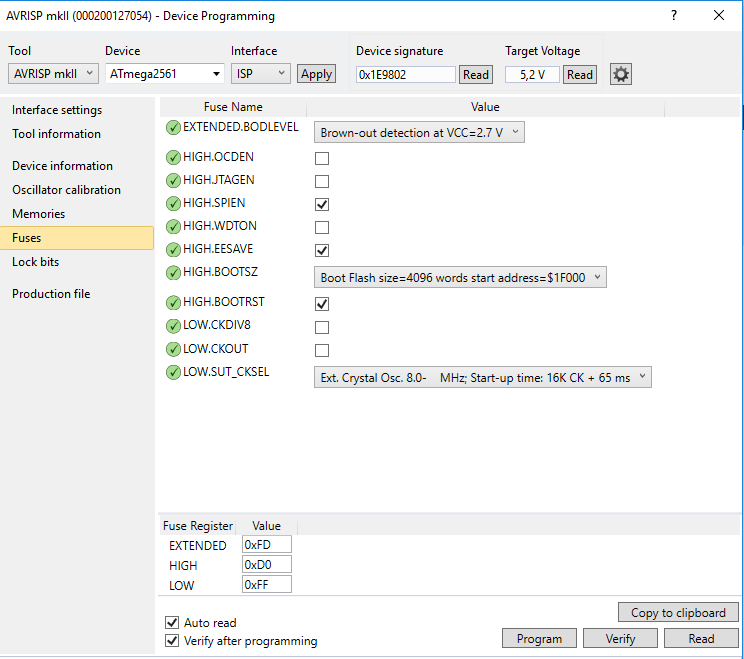 AVRISP mkII (000200127054) - Device Programming
?
Tool
Device
Interface
Device signature
Target Voltage
AVRISP mkII
ATmega2561
ISP
Apply
0x1E9802
Read
5,2 V
Read
Interface settings
Tool information
Device information
Oscillator calibration
Memories
Fuses
Lock bits
Production file
Fuse Name Value
EXTENDED.BODLEVEL Brown-out detection at VCC=2.7 V
HIGH.OCDEN
HIGH.JTAGEN
HIGH.SPIEN
HIGH.WDTON
HIGH.EESAVE
HIGH.BOOTSZ Boot Flash size=4096 words start address=$1F000
HIGH.BOOTRST
LOW.CKDIV8
LOW.CKOUT
LOW.SUT_CKSEL Ext. Crystal Osc. 8.0- MHz; Start-up time: 16K CK + 65 ms
Fuse Register Value
EXTENDED 0xFD
HIGH 0xD0
LOW 0xFF
Auto read
Verify after programming
Copy to clipboard
Program
Verify
Read